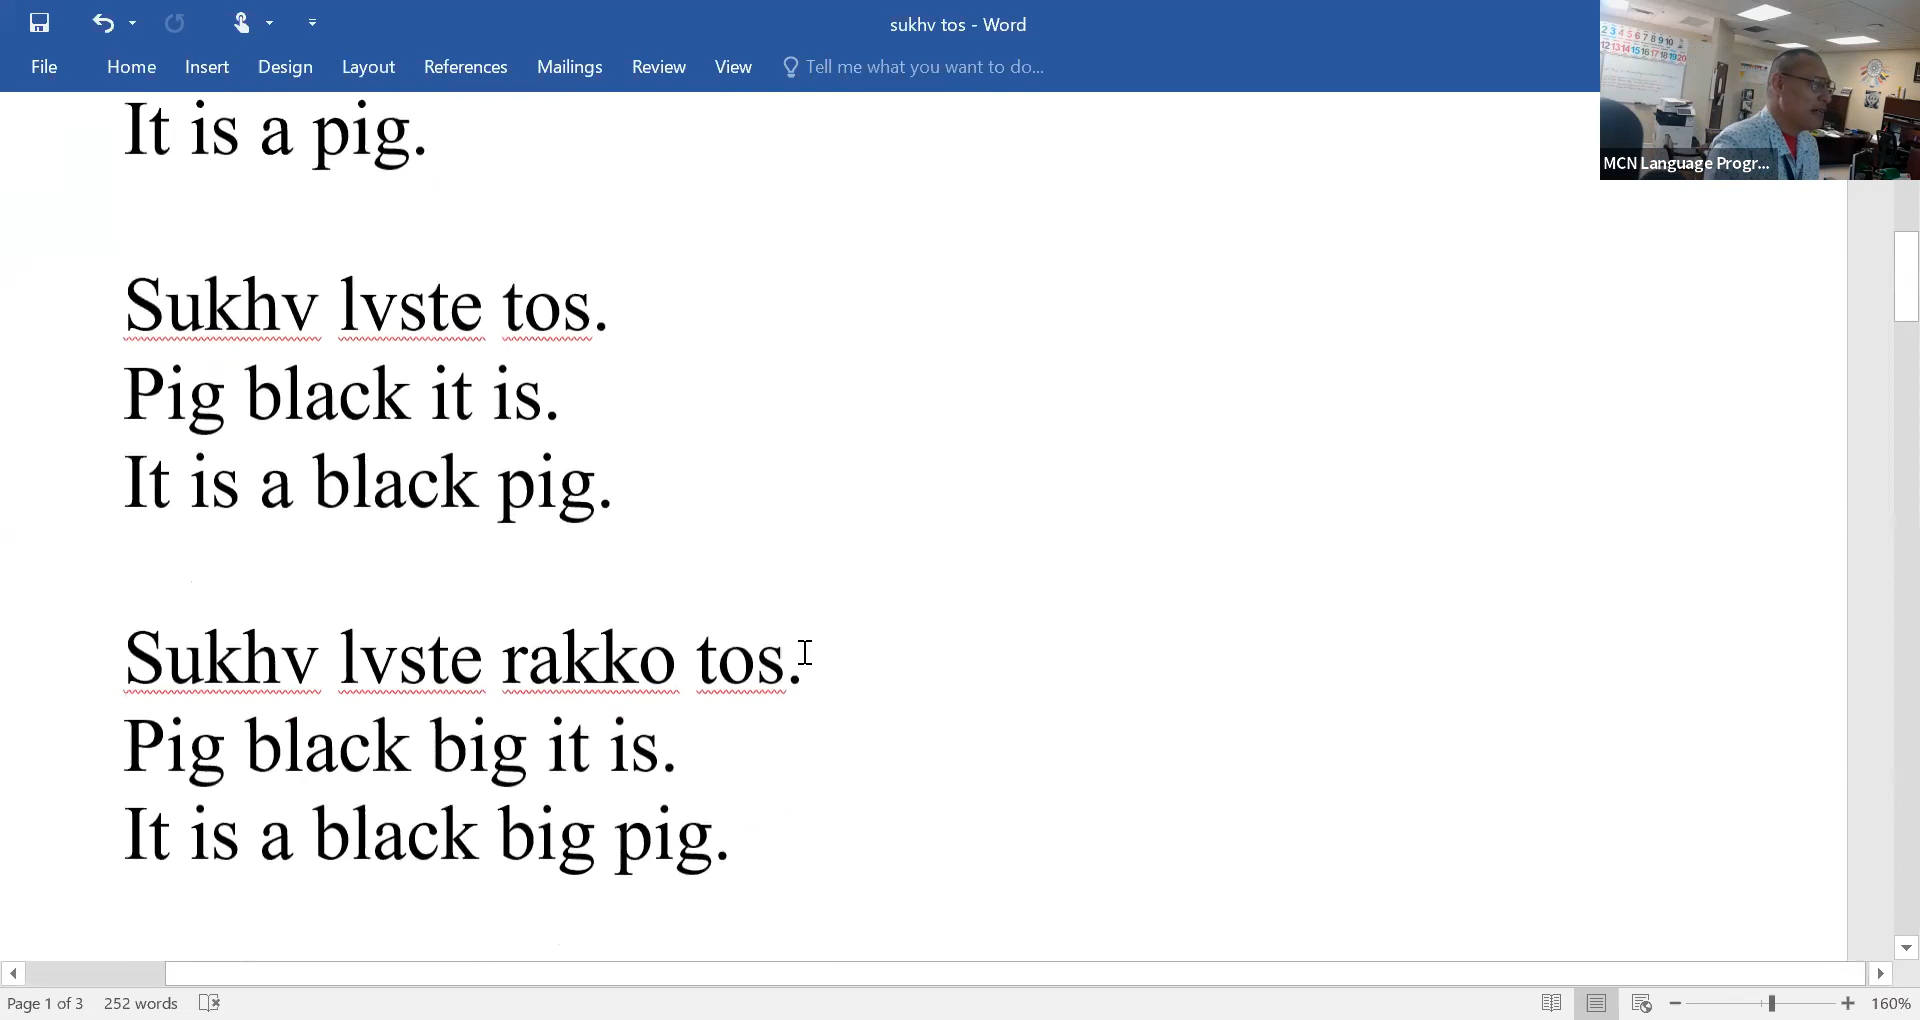 sukhv tos - Word
File Home Insert Design Layout References Mailings Review View Tell me what you want to do...
MCN Language Progr...
It is a pig.
Sukhv lvste tos.
Pig black it is.
It is a black pig.
Sukhv lvste rakko tos.
Pig black big it is.
It is a black big pig.
Page 1 of 3 252 words 160%